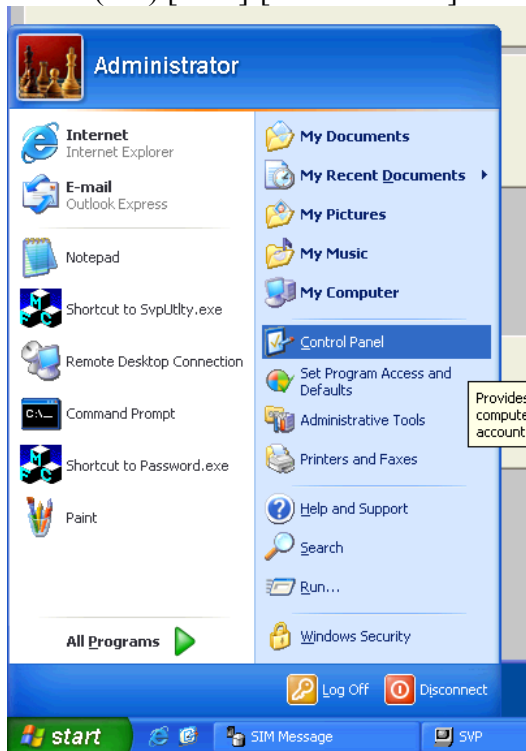 Administrator
Internet
Internet Explorer
E-mail
Outlook Express
Notepad
Shortcut to SvpUtlty.exe
Remote Desktop Connection
C:\_
Command Prompt
Shortcut to Password.exe
Paint
All Programs
My Documents
My Recent Documents
My Pictures
My Music
My Computer
Control Panel
Set Program Access and
Defaults
Administrative Tools
Printers and Faxes
Help and Support
Search
Run...
Windows Security
Provides
compute
account
Log Off
Disconnect
start
SIM Message
SVP